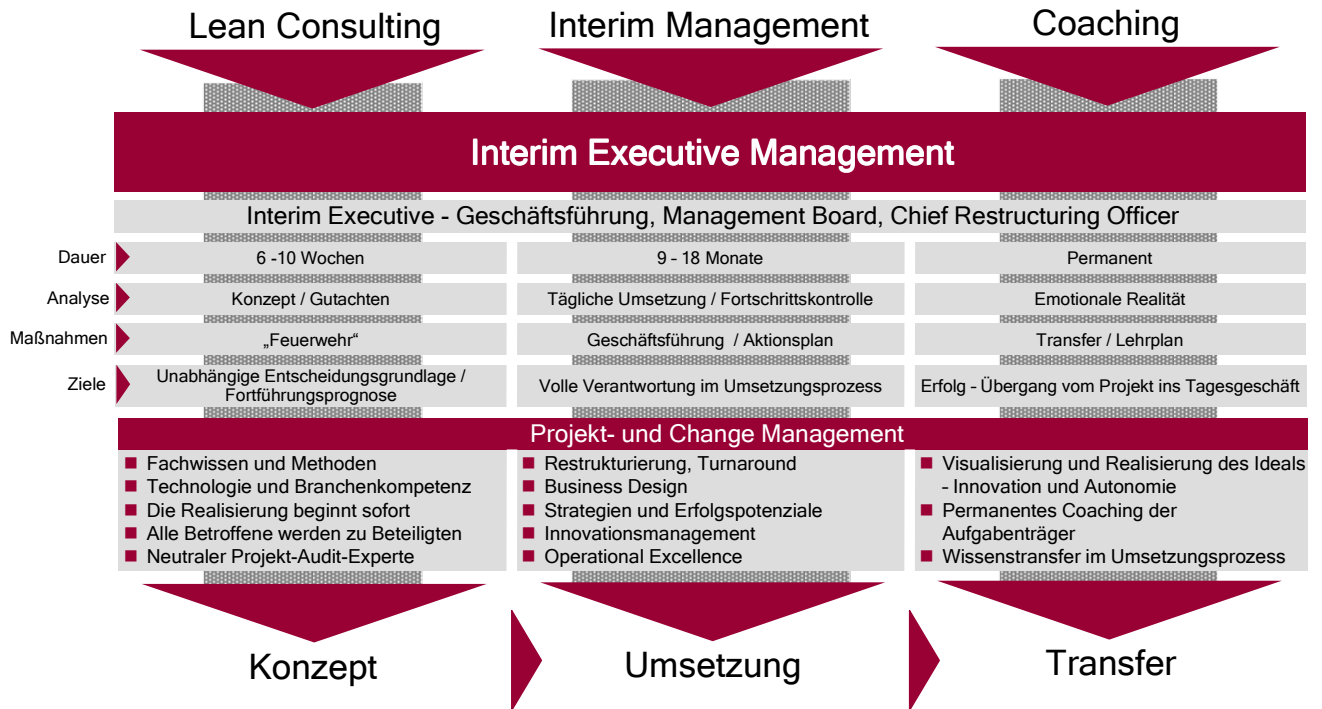 Lean Consulting
Interim Management
Coaching
Interim Executive Management
Interim Executive - Geschäftsführung, Management Board, Chief Restructuring Officer
Dauer
6 -10 Wochen
9 – 18 Monate
Permanent
Analyse
Konzept / Gutachten
Tägliche Umsetzung / Fortschrittskontrolle
Emotionale Realität
Maßnahmen
„Feuerwehr“
Geschäftsführung / Aktionsplan
Transfer / Lehrplan
Ziele
Unabhängige Entscheidungsgrundlage /
Fortführungsprognose
Volle Verantwortung im Umsetzungsprozess
Erfolg – Übergang vom Projekt ins Tagesgeschäft
Projekt- und Change Management
Fachwissen und Methoden
Technologie und Branchenkompetenz
Die Realisierung beginnt sofort
Alle Betroffene werden zu Beteiligten
Neutraler Projekt-Audit-Experte
Restrukturierung, Turnaround
Business Design
Strategien und Erfolgspotenziale
Innovationsmanagement
Operational Excellence
Visualisierung und Realisierung des Ideals
– Innovation und Autonomie
Permanentes Coaching der
Aufgabenträger
Wissenstransfer im Umsetzungsprozess
Konzept
Umsetzung
Transfer